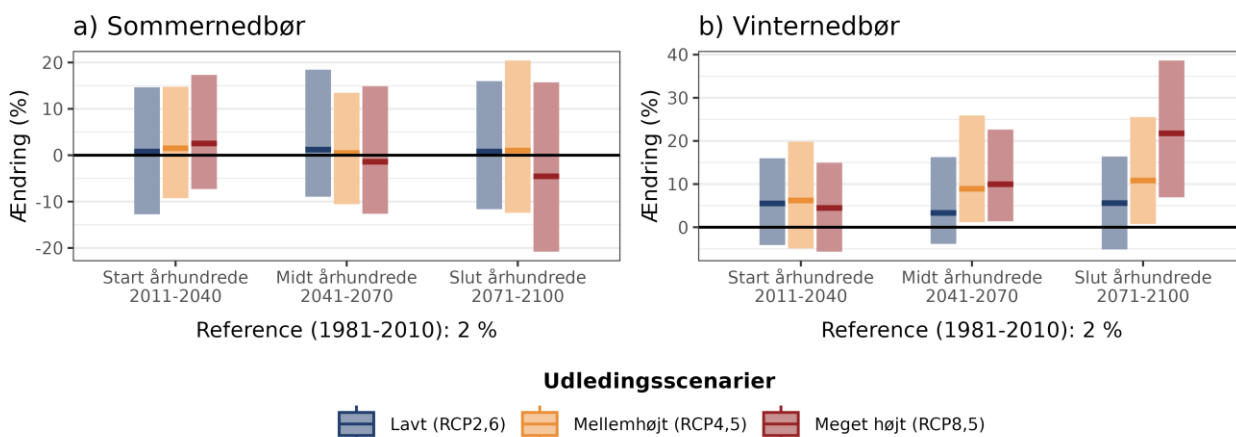 a) Sommernedbør
Ændring (%)
20
10
0
-10
-20
Start århundrede
2011-2040
Midt århundrede
2041-2070
Slut århundrede
2071-2100
Reference (1981-2010): 2 %
b) Vinternedbør
Ændring (%)
40
30
20
10
0
Start århundrede
2011-2040
Midt århundrede
2041-2070
Slut århundrede
2071-2100
Reference (1981-2010): 2 %
Udledingsscenarier
Lavt (RCP2,6)
Mellemhøjt (RCP4,5)
Meget højt (RCP8,5)